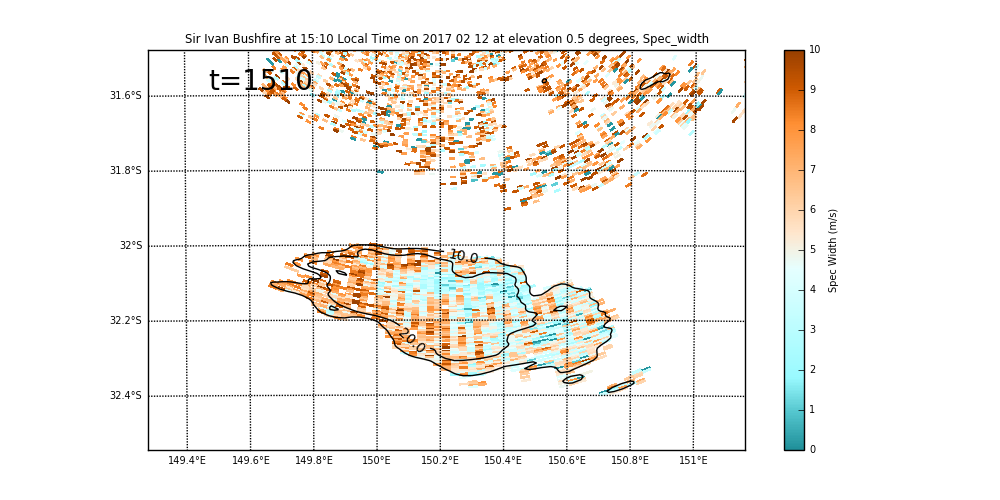 Sir Ivan Bushfire at 15:10 Local Time on 2017 02 12 at elevation 0.5 degrees, Spec_width
t=1510
31.6°S
31.8°S
32°S
32.2°S
32.4°S
10.0
20.0
149.4°E 149.6°E 149.8°E 150°E 150.2°E 150.4°E 150.6°E 150.8°E 151°E
10
9
8
7
6
5
4
3
2
1
0
Spec Width (m/s)